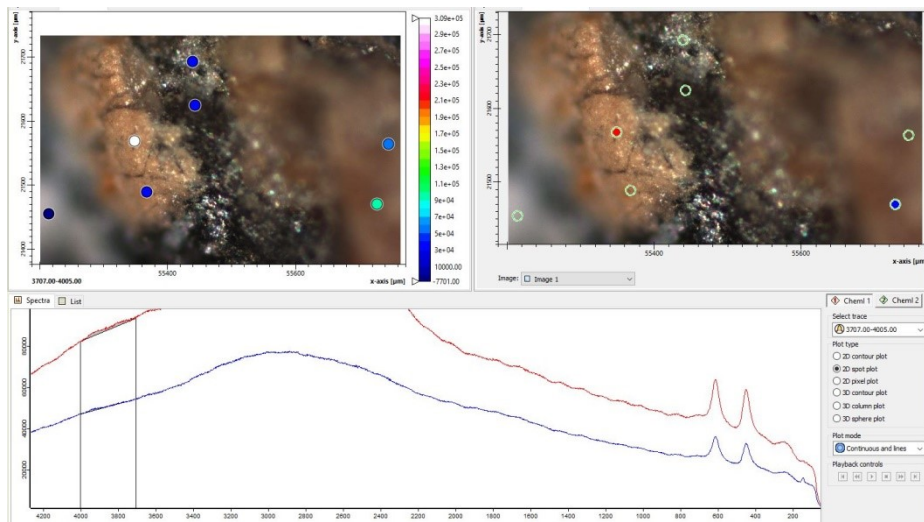 y-axis [µm]
21700
21600
21500
21400
55400
55600
3707.00-4005.00
x-axis [µm]
3.09e+05
2.9e+05
2.7e+05
2.5e+05
2.3e+05
2.1e+05
1.9e+05
1.7e+05
1.5e+05
1.3e+05
1.1e+05
9e+04
7e+04
5e+04
3e+04
10000.00
-7701.00
y-axis [µm]
21700
21600
21500
55400
55600
x-axis [µm]
Image: Image 1
Spectra List
80000
60000
40000
20000
4200 4000 3800 3600 3400 3200 3000 2800 2600 2400 2200 2000 1800 1600 1400 1200 1000 800 600 400 200
ChemI 1 ChemI 2
Select trace
3707.00-4005.00
Plot type
2D contour plot
2D spot plot
2D pixel plot
3D contour plot
3D column plot
3D sphere plot
Plot mode
Continuous and lines
Playback controls